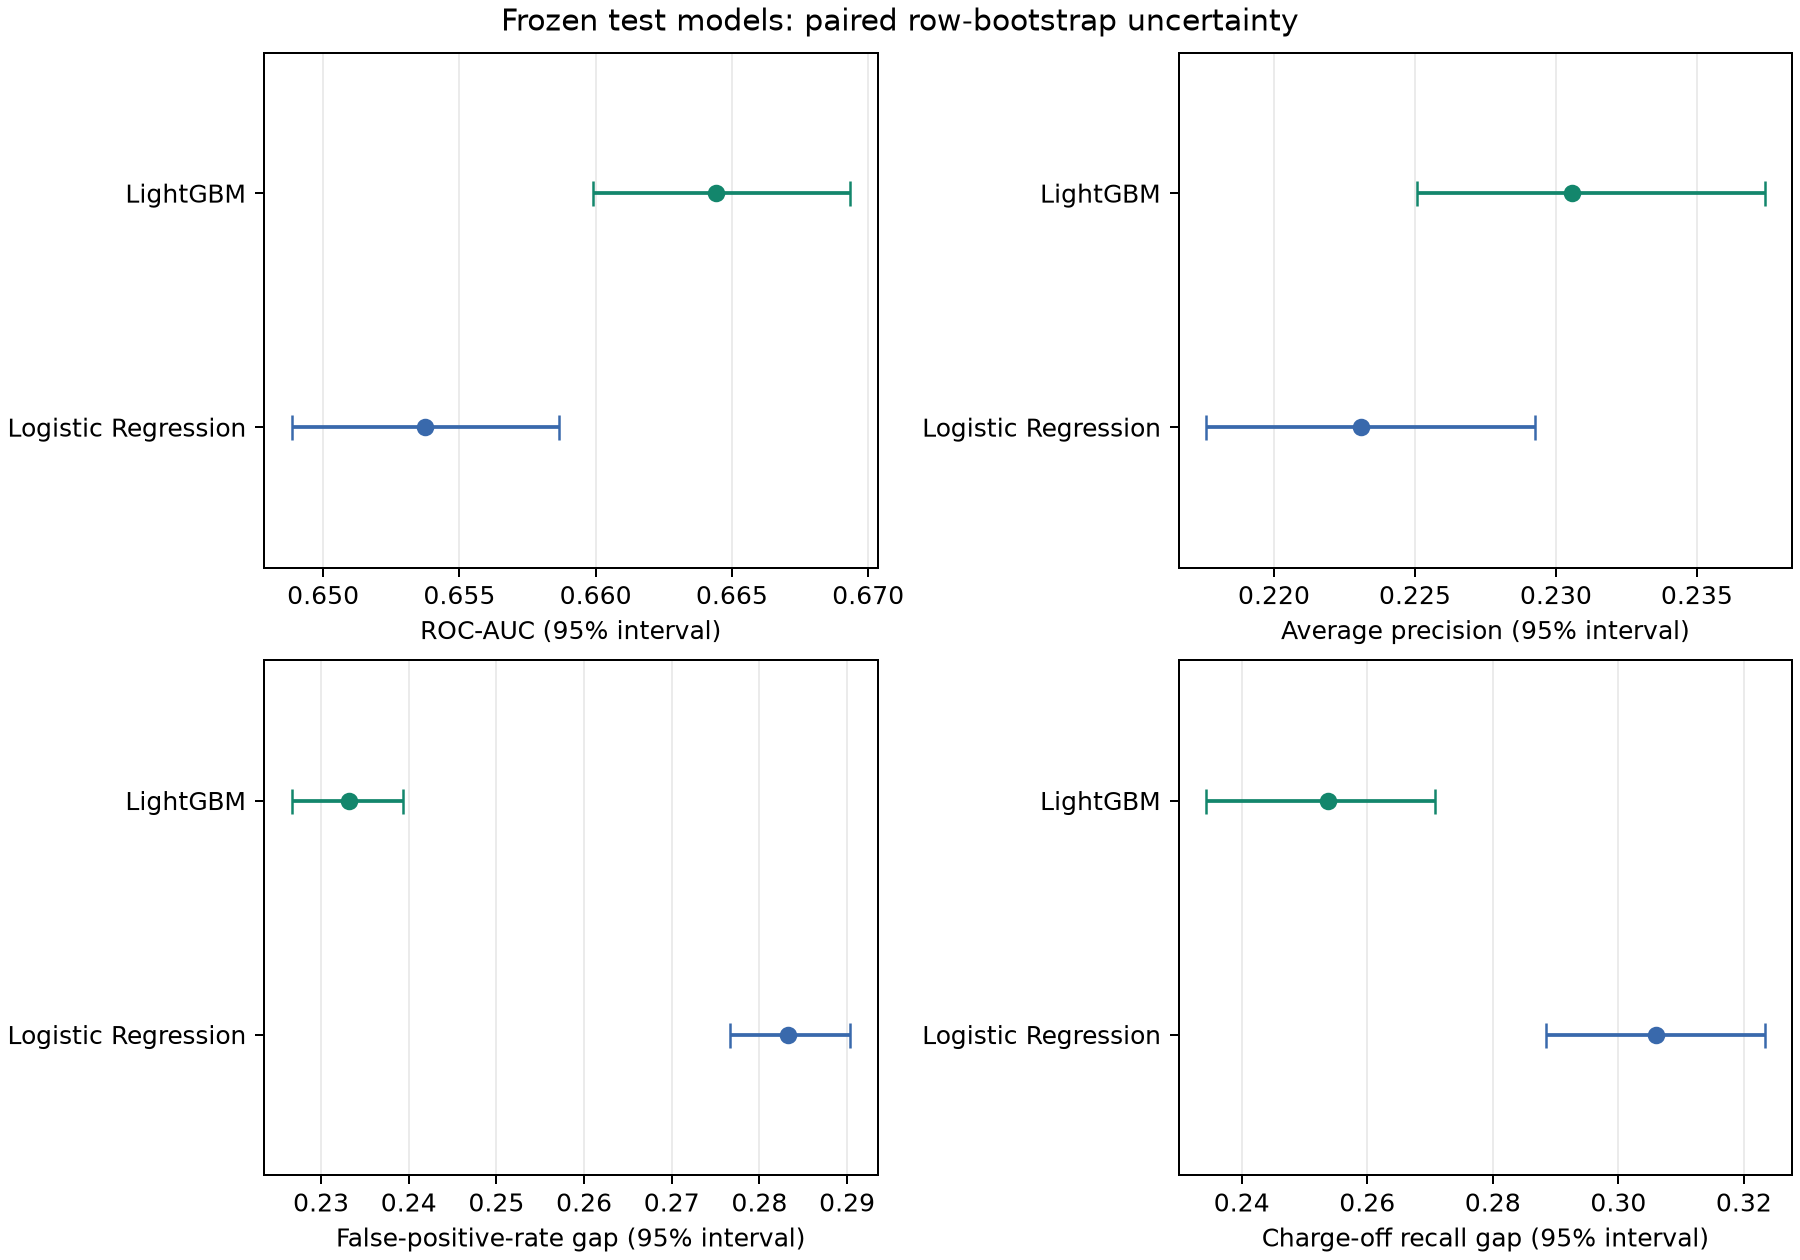 Frozen test models: paired row-bootstrap uncertainty
LightGBM
Logistic Regression
0.650 0.655 0.660 0.665 0.670
ROC-AUC (95% interval)
LightGBM
Logistic Regression
0.220 0.225 0.230 0.235
Average precision (95% interval)
LightGBM
Logistic Regression
0.23 0.24 0.25 0.26 0.27 0.28 0.29
False-positive-rate gap (95% interval)
LightGBM
Logistic Regression
0.24 0.26 0.28 0.30 0.32
Charge-off recall gap (95% interval)